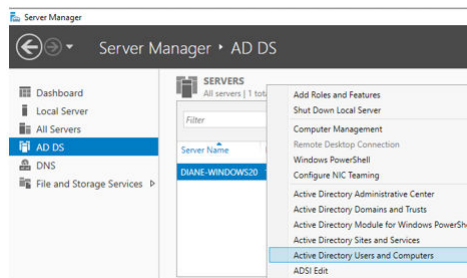 Server Manager
Server Manager • AD DS
Dashboard
Local Server
All Servers
AD DS
DNS
File and Storage Services
SERVERS
All servers | 1
Filter
Server Name
DIANE-WINDOWS20
Add Roles and Features
Shut Down Local Server
Computer Management
Remote Desktop Connection
Windows PowerShell
Configure NIC Teaming
Active Directory Administrative Center
Active Directory Domains and Trusts
Active Directory Module for Windows
Active Directory Sites and Services
Active Directory Users and Computers
ADSI Edit